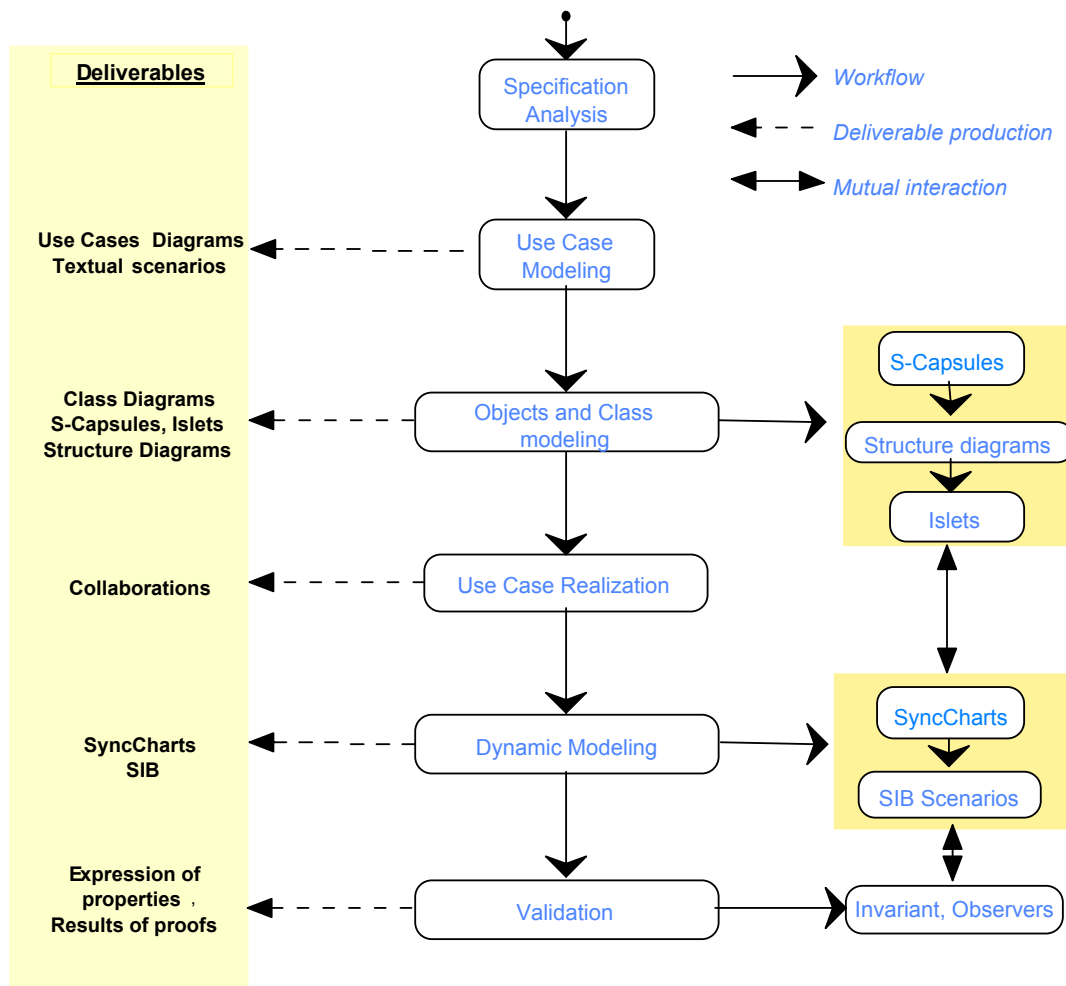 Deliverables
Specification
Analysis
Workflow
Deliverable production
Mutual interaction
Use Cases Diagrams
Textual scenarios
Use Case
Modeling
Class Diagrams
S-Capsules, Islets
Structure Diagrams
Objects and Class
modeling
S-Capsules
Structure diagrams
Islets
Collaborations
Use Case Realization
SyncCharts
SIB
Dynamic Modeling
SyncCharts
SIB Scenarios
Expression of
properties ,
Results of proofs
Validation
Invariant, Observers